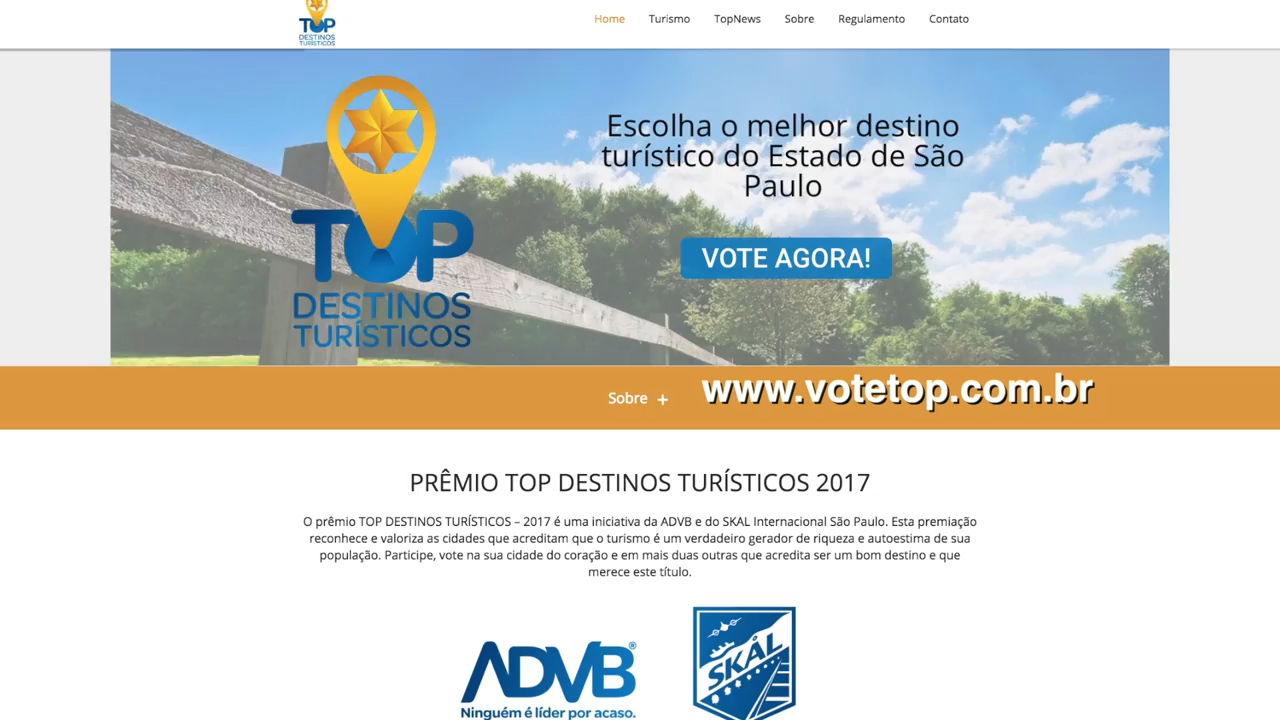 TOP
DESTINOS
TURÍSTICOS
Home Turismo TopNews Sobre Regulamento Contato
TOP
DESTINOS
TURÍSTICOS
Escolha o melhor destino
turístico do Estado de São
Paulo
VOTE AGORA!
Sobre +
www.votetop.com.br
PRÊMIO TOP DESTINOS TURÍSTICOS 2017
O prêmio TOP DESTINOS TURÍSTICOS – 2017 é uma iniciativa da ADVB e do SKAL Internacional São Paulo. Esta premiação
reconhece e valoriza as cidades que acreditam que o turismo é um verdadeiro gerador de riqueza e autoestima de sua
população. Participe, vote na sua cidade do coração e em mais duas outras que acredita ser um bom destino e que
merece este título.
ADVB®
Ninguém é líder por acaso.
SKÅL